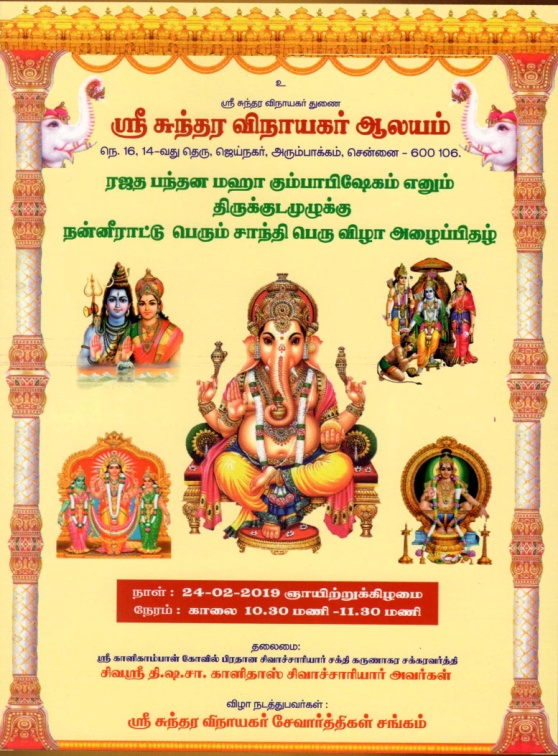 உ
ஸ்ரீ சுந்தர விநாயகர் துணை
ஸ்ரீ சுந்தர விநாயகர் ஆலயம்
நெ. 16, 14-வது தெரு, ஜெய்நகர், அரும்பாக்கம், சென்னை - 600 106.
ரஜத பந்தன மஹா கும்பாபிஷேகம் எனும்
திருக்குடமுழுக்கு
நன்னீராட்டு பெரும் சாந்தி பெரு விழா அழைப்பிதழ்
நாள் : 24-02-2019 ஞாயிற்றுக்கிழமை
நேரம் : காலை 10.30 மணி -11.30 மணி
தலைமை:
ஸ்ரீ காளிகாம்பாள் கோவில் பிரதான சிவாச்சாரியார் சக்தி கருணாகர சக்கரவர்த்தி
சிவஸ்ரீ தி.ஷ.சா. காளிதாஸ் சிவாச்சாரியார் அவர்கள்
விழா நடத்துபவர்கள் :
ஸ்ரீ சுந்தர விநாயகர் சேவார்த்திகள் சங்கம்